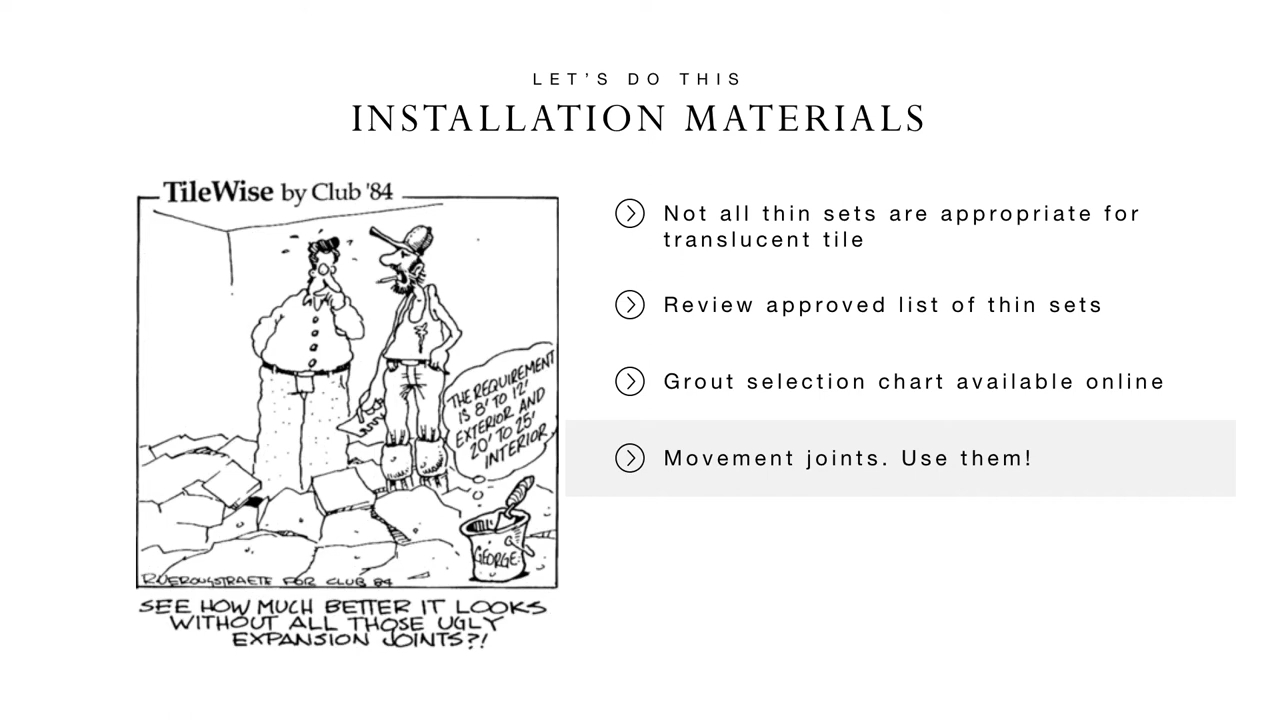 LET'S DO THIS
INSTALLATION MATERIALS
TileWise by Club '84
THE REQUIREMENT
IS 8' TO 12'
EXTERIOR AND
20' TO 25'
INTERIOR
GEORGE
R.VEROUGSTRAETE FOR CLUB 84
SEE HOW MUCH BETTER IT LOOKS
WITHOUT ALL THOSE UGLY
EXPANSION JOINTS?!
Not all thin sets are appropriate for
translucent tile
Review approved list of thin sets
Grout selection chart available online
Movement joints. Use them!